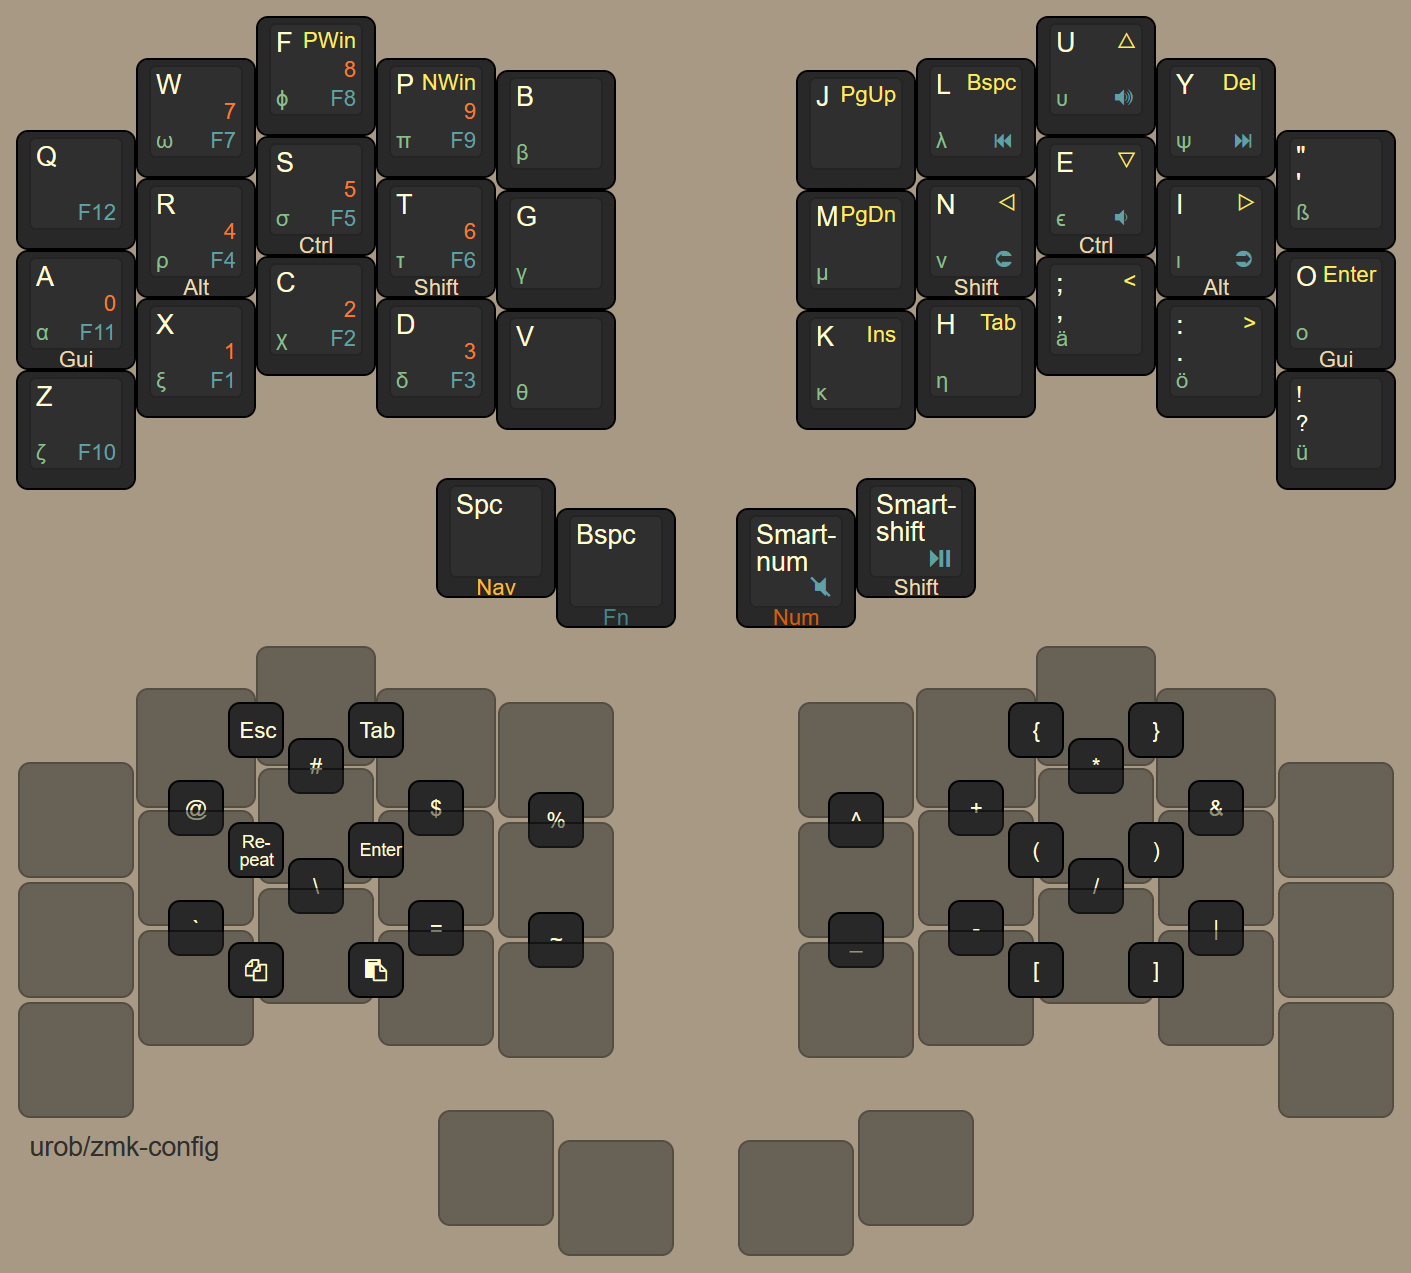 F PWin
8
ϕ F8
W
7
ω F7
P NWin
9
π F9
B
β
Q
F12
R
4
ρ F4
Alt
S
5
σ F5
Ctrl
T
6
τ F6
Shift
G
γ
A
0
α F11
Gui
X
1
ξ F1
C
2
χ F2
D
3
δ F3
V
θ
Z
ζ F10
U △
υ
J PgUp
L Bspc
λ
Y Del
ψ
"
'
ß
M PgDn
μ
N ◁
ν
Shift
E ▽
ϵ
Ctrl
I ▷
ι
Alt
O Enter
ο
Gui
K Ins
κ
H Tab
η
; <
,
ä
: >
.
ö
!
?
ü
Spc
Nav
Bspc
Fn
Smart-
num
Num
Smart-
shift
Shift
Esc
Tab
#
@
$
%
Re-
peat
Enter
\
`
=
~
{
}
*
^
+
&
(
)
/
_
-
|
[
]
urob/zmk-config